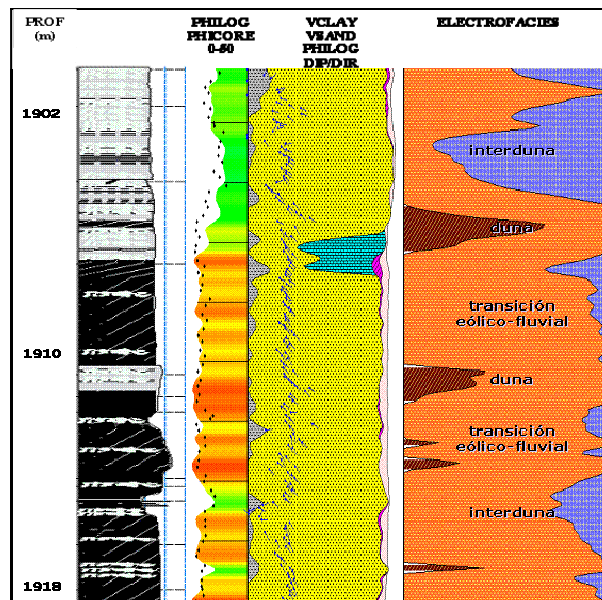 PROF
(m)
PHILOG
PHICORE
0-50
VCLAY
VSAND
PHILOG
DIP/DIR
ELECTROFACIES
1902
interduna
duna
transición
eólico-fluvial
1910
duna
transición
eólico-fluvial
interduna
1918